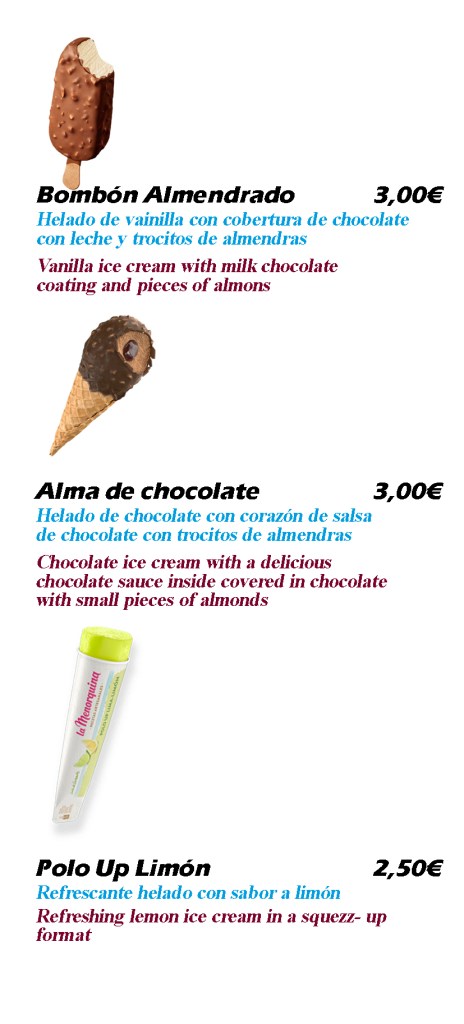 Bombón Almendrado 3,00€
Helado de vainilla con cobertura de chocolate
con leche y trocitos de almendras
Vanilla ice cream with milk chocolate
coating and pieces of almons
Alma de chocolate 3,00€
Helado de chocolate con corazón de salsa
de chocolate con trocitos de almendras
Chocolate ice cream with a delicious
chocolate sauce inside covered in chocolate
with small pieces of almonds
la Menorquina
Polo Up Limón 2,50€
Refrescante helado con sabor a limón
Refreshing lemon ice cream in a squezz- up
format